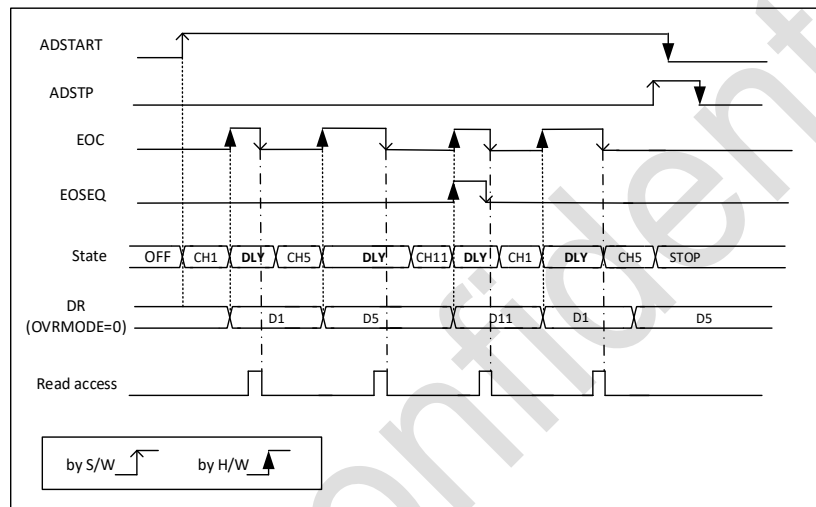 ADSTART
ADSTP
EOC
EOSEQ
State OFF CH1 DLY CH5 DLY CH11 DLY CH1 DLY CH5 STOP
DR
(OVRMODE=0) D1 D5 D11 D1 D5
Read access
by S/W by H/W
onfident